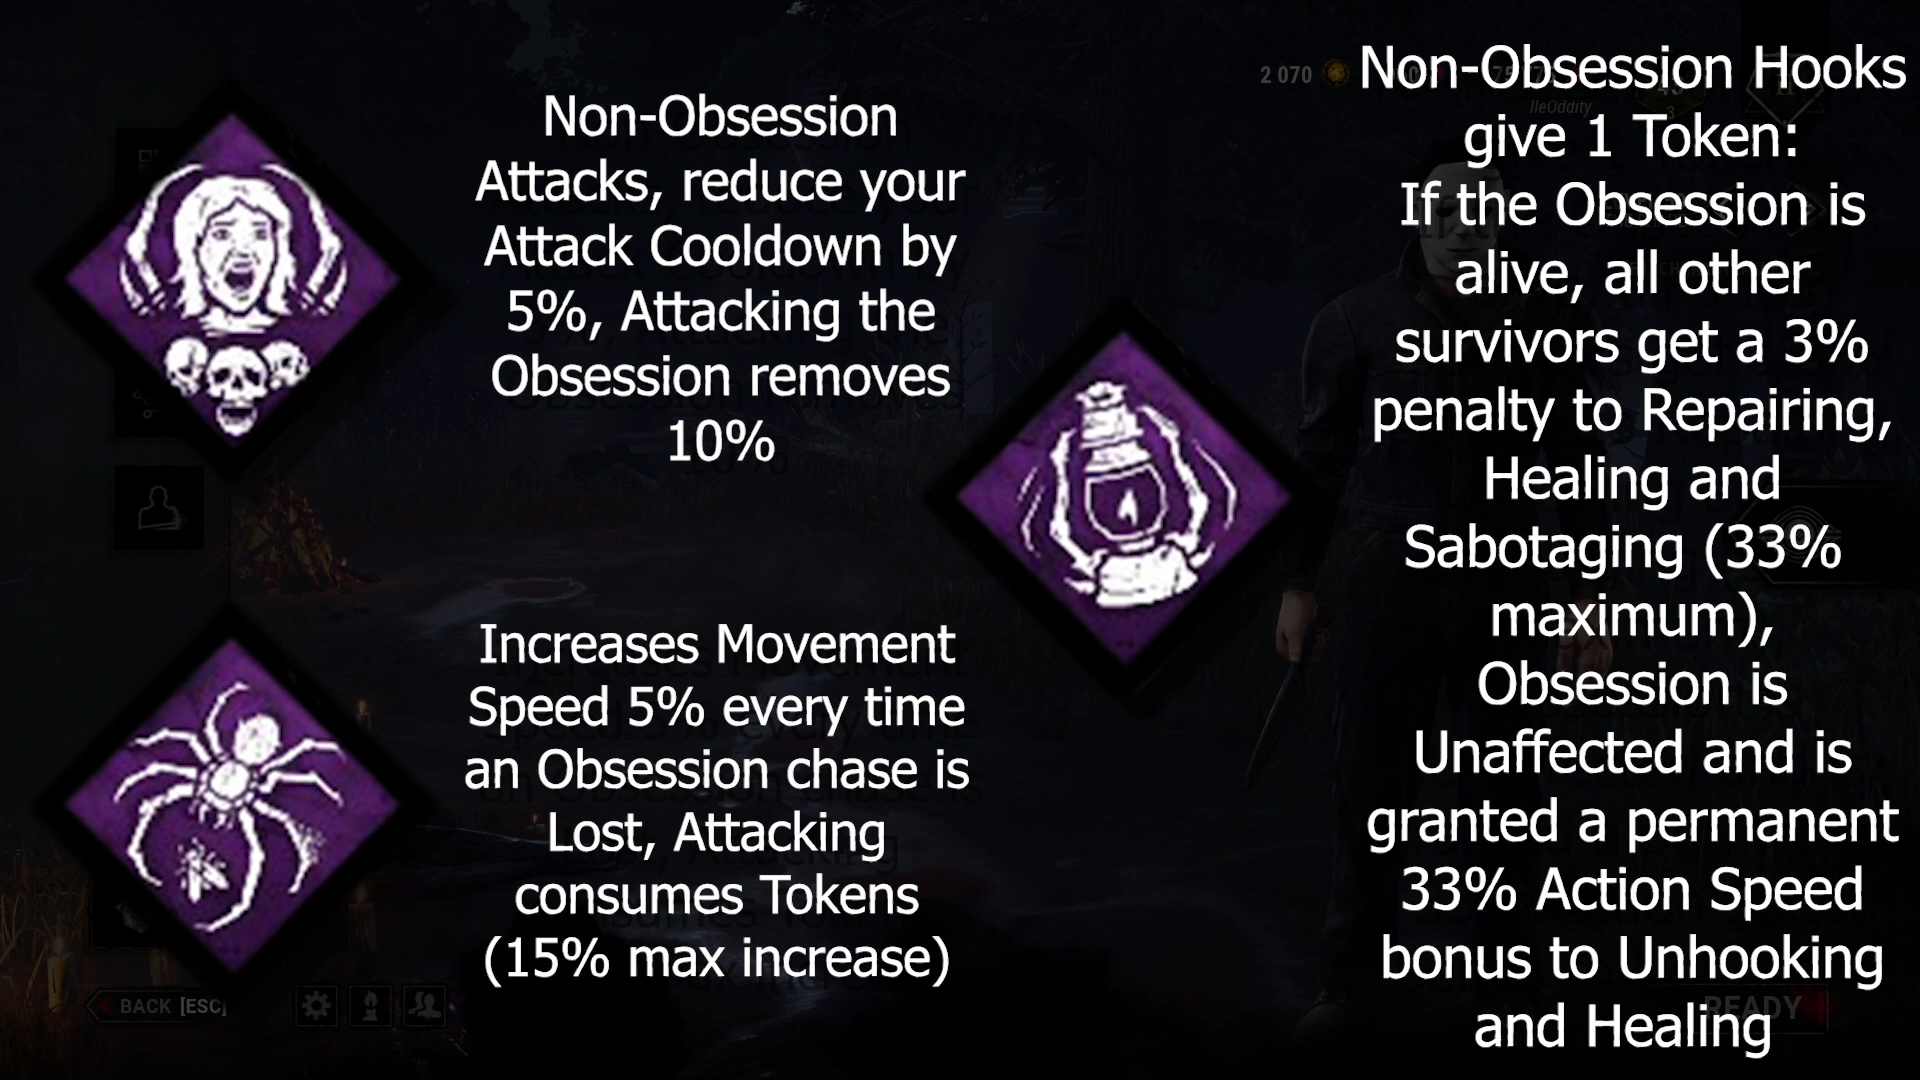 Non-Obsession
Attacks, reduce your
Attack Cooldown by
5%, Attacking the
Obsession removes
10%
Increases Movement
Speed 5% every time
an Obsession chase is
Lost, Attacking
consumes Tokens
(15% max increase)
2 070
Non-Obsession Hooks
give 1 Token:
If the Obsession is
alive, all other
survivors get a 3%
penalty to Repairing,
Healing and
Sabotaging (33%
maximum),
Obsession is
Unaffected and is
granted a permanent
33% Action Speed
bonus to Unhooking
and Healing
IleOddity
BACK [ESC]
READY